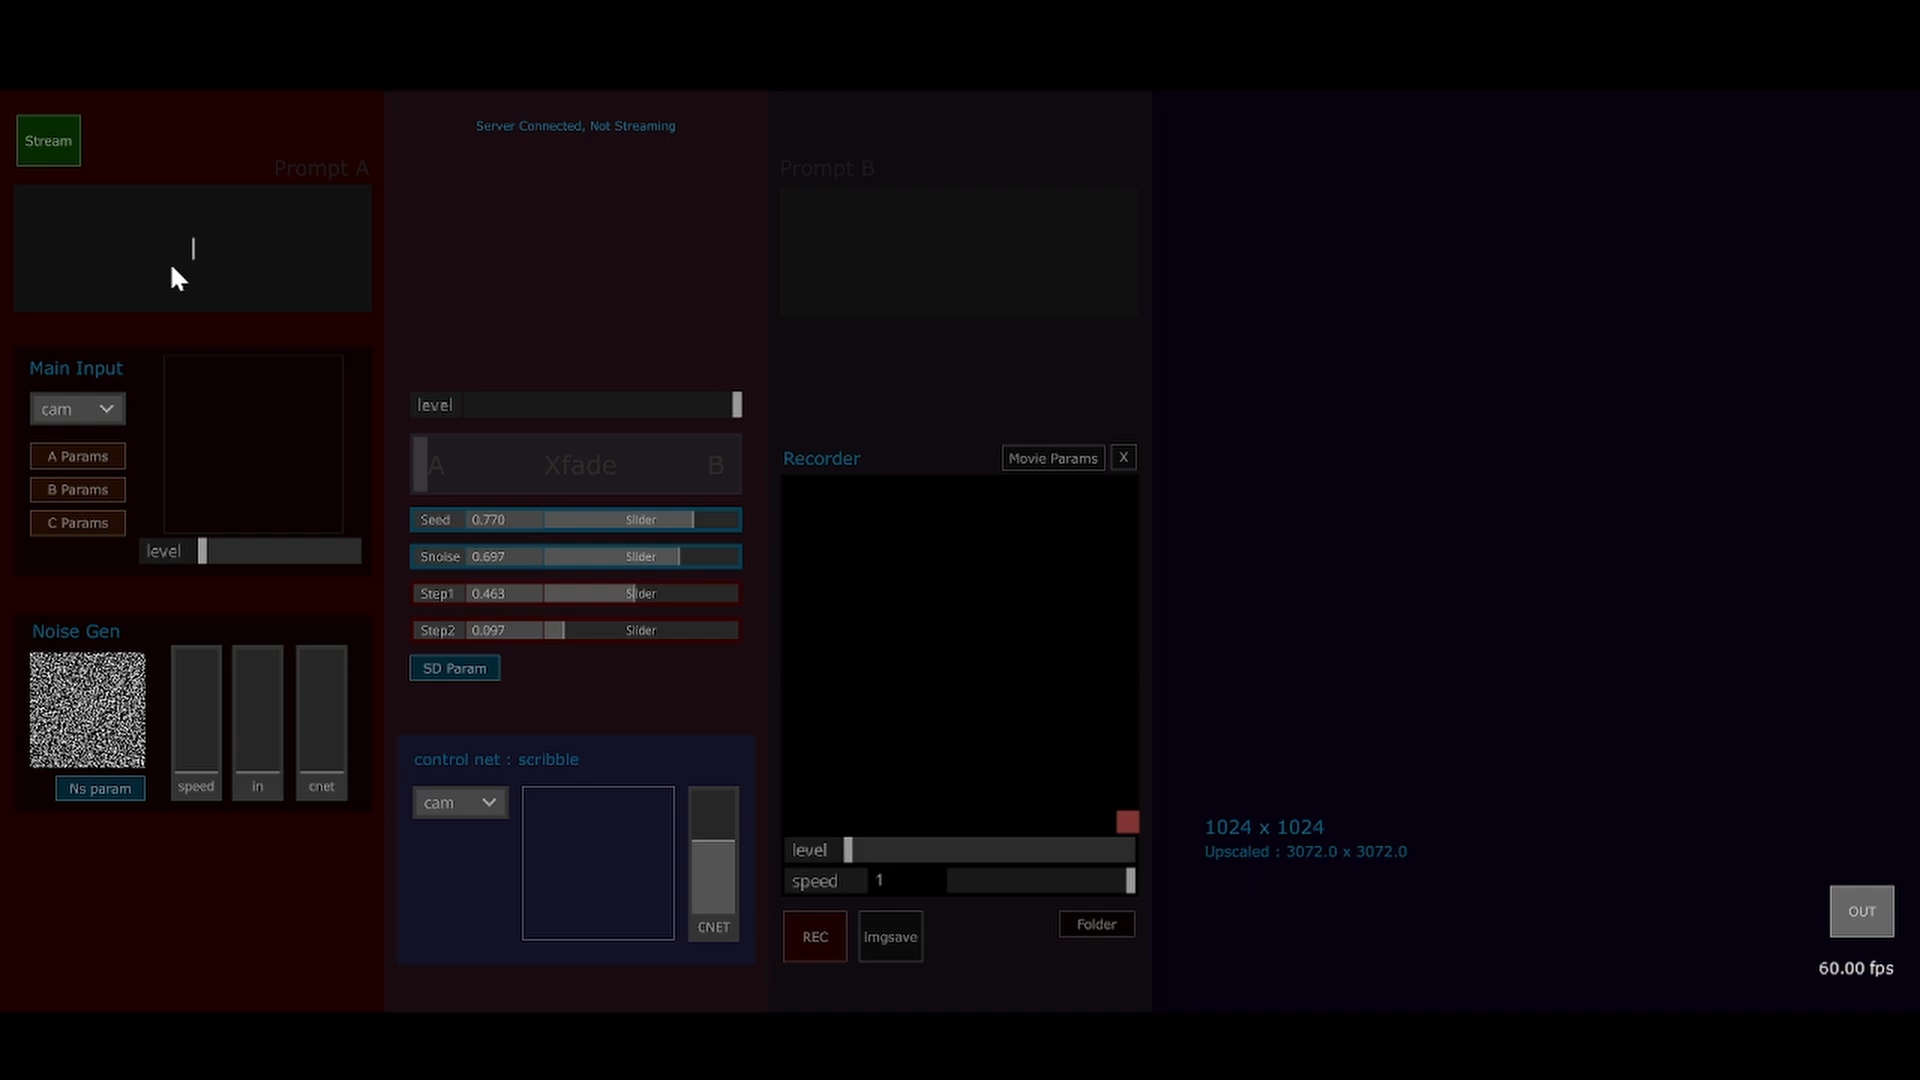 Stream
Server Connected, Not Streaming
Prompt A
Prompt B
Main Input
cam
A Params
B Params
C Params
level
level
A Xfade B
Seed 0.770 Slider
Snoise 0.697 Slider
Step1 0.463 Slider
Step2 0.097 Slider
SD Param
Recorder
Movie Params
X
Noise Gen
Ns param
speed
in
cnet
control net : scribble
cam
CNET
level
speed 1
REC
Imgsave
Folder
1024 x 1024
Upscaled : 3072.0 x 3072.0
OUT
60.00 fps